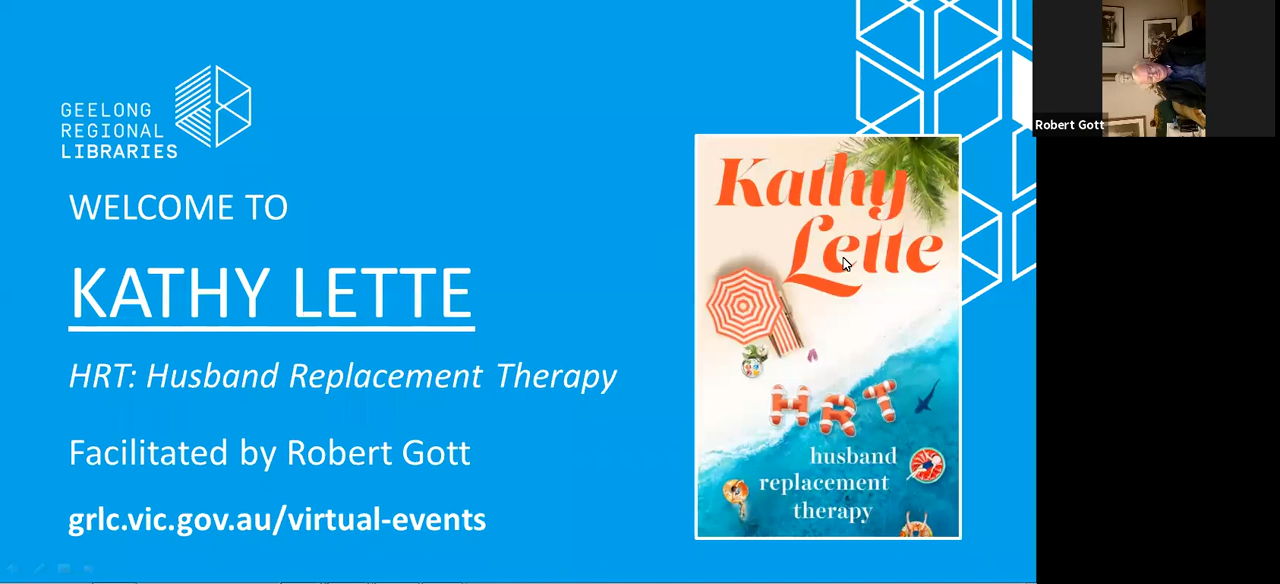 GEELONG
REGIONAL
LIBRARIES
WELCOME TO
KATHY LETTE
HRT: Husband Replacement Therapy
Facilitated by Robert Gott
grlc.vic.gov.au/virtual-events
Kathy
Lette
HRT
husband
replacement
therapy
Robert Gott